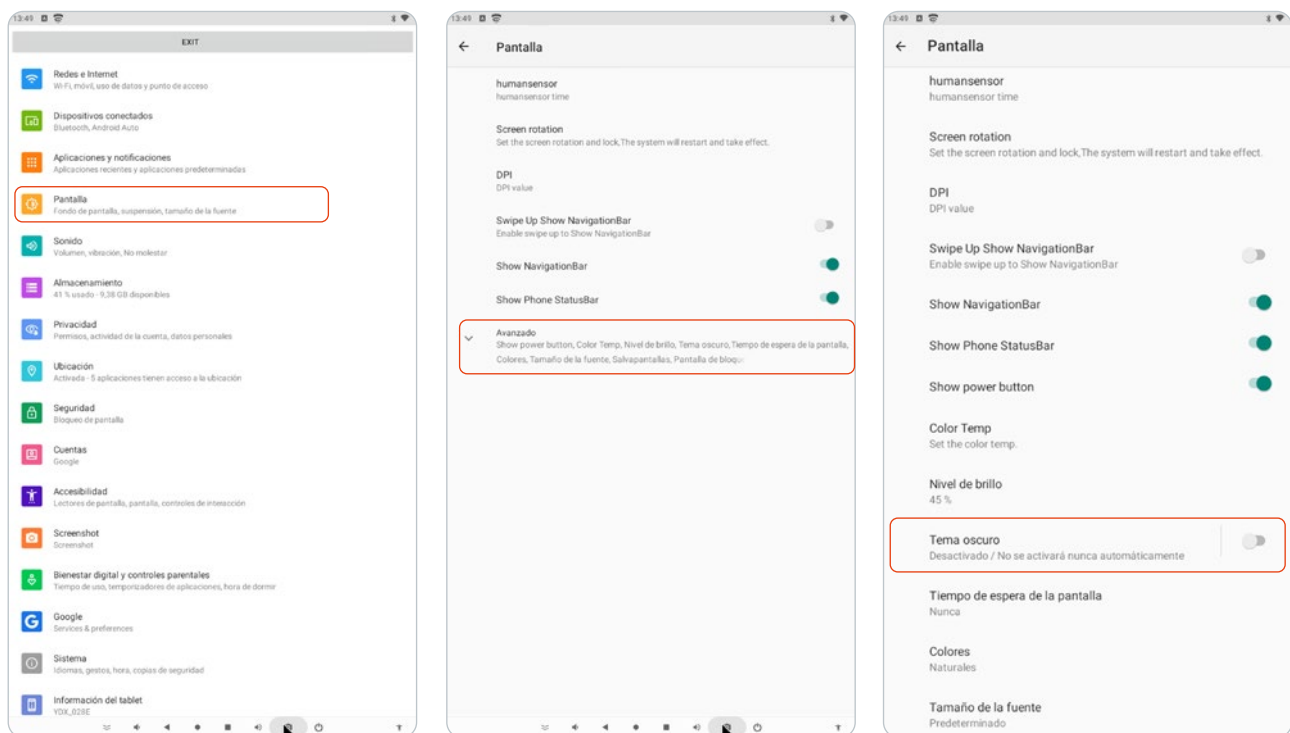 13:49
EXIT
Redes e Internet
Wi-Fi, móvil, uso de datos y punto de acceso
Dispositivos conectados
Bluetooth, Android Auto
Aplicaciones y notificaciones
Aplicaciones recientes y aplicaciones predeterminadas
Pantalla
Fondo de pantalla, suspensión, tamaño de la fuente
Sonido
Volumen, vibración, No molestar
Almacenamiento
41 % usado - 9,38 GB disponibles
Privacidad
Permisos, actividad de la cuenta, datos personales
Ubicación
Activada - 5 aplicaciones tienen acceso a la ubicación
Seguridad
Bloqueo de pantalla
Cuentas
Google
Accesibilidad
Lectores de pantalla, pantalla, controles de interacción
Screenshot
Screenshot
Bienestar digital y controles parentales
Tiempo de uso, temporizadores de aplicaciones, hora de dormir
Google
Services & preferences
Sistema
Idiomas, gestos, hora, copias de seguridad
Información del tablet
YDX_028E
13:49
Pantalla
humansensor
humansensor time
Screen rotation
Set the screen rotation and lock,The system will restart and take effect.
DPI
DPI value
Swipe Up Show NavigationBar
Enable swipe up to Show NavigationBar
Show NavigationBar
Show Phone StatusBar
Avanzado
Show power button, Color Temp, Nivel de brillo, Tema oscuro, Tiempo de espera de la pantalla,
Colores, Tamaño de la fuente, Salvapantallas, Pantalla de bloqu
13:49
Pantalla
humansensor
humansensor time
Screen rotation
Set the screen rotation and lock,The system will restart and take effect.
DPI
DPI value
Swipe Up Show NavigationBar
Enable swipe up to Show NavigationBar
Show NavigationBar
Show Phone StatusBar
Show power button
Color Temp
Set the color temp.
Nivel de brillo
45 %
Tema oscuro
Desactivado / No se activará nunca automáticamente
Tiempo de espera de la pantalla
Nunca
Colores
Naturales
Tamaño de la fuente
Predeterminado